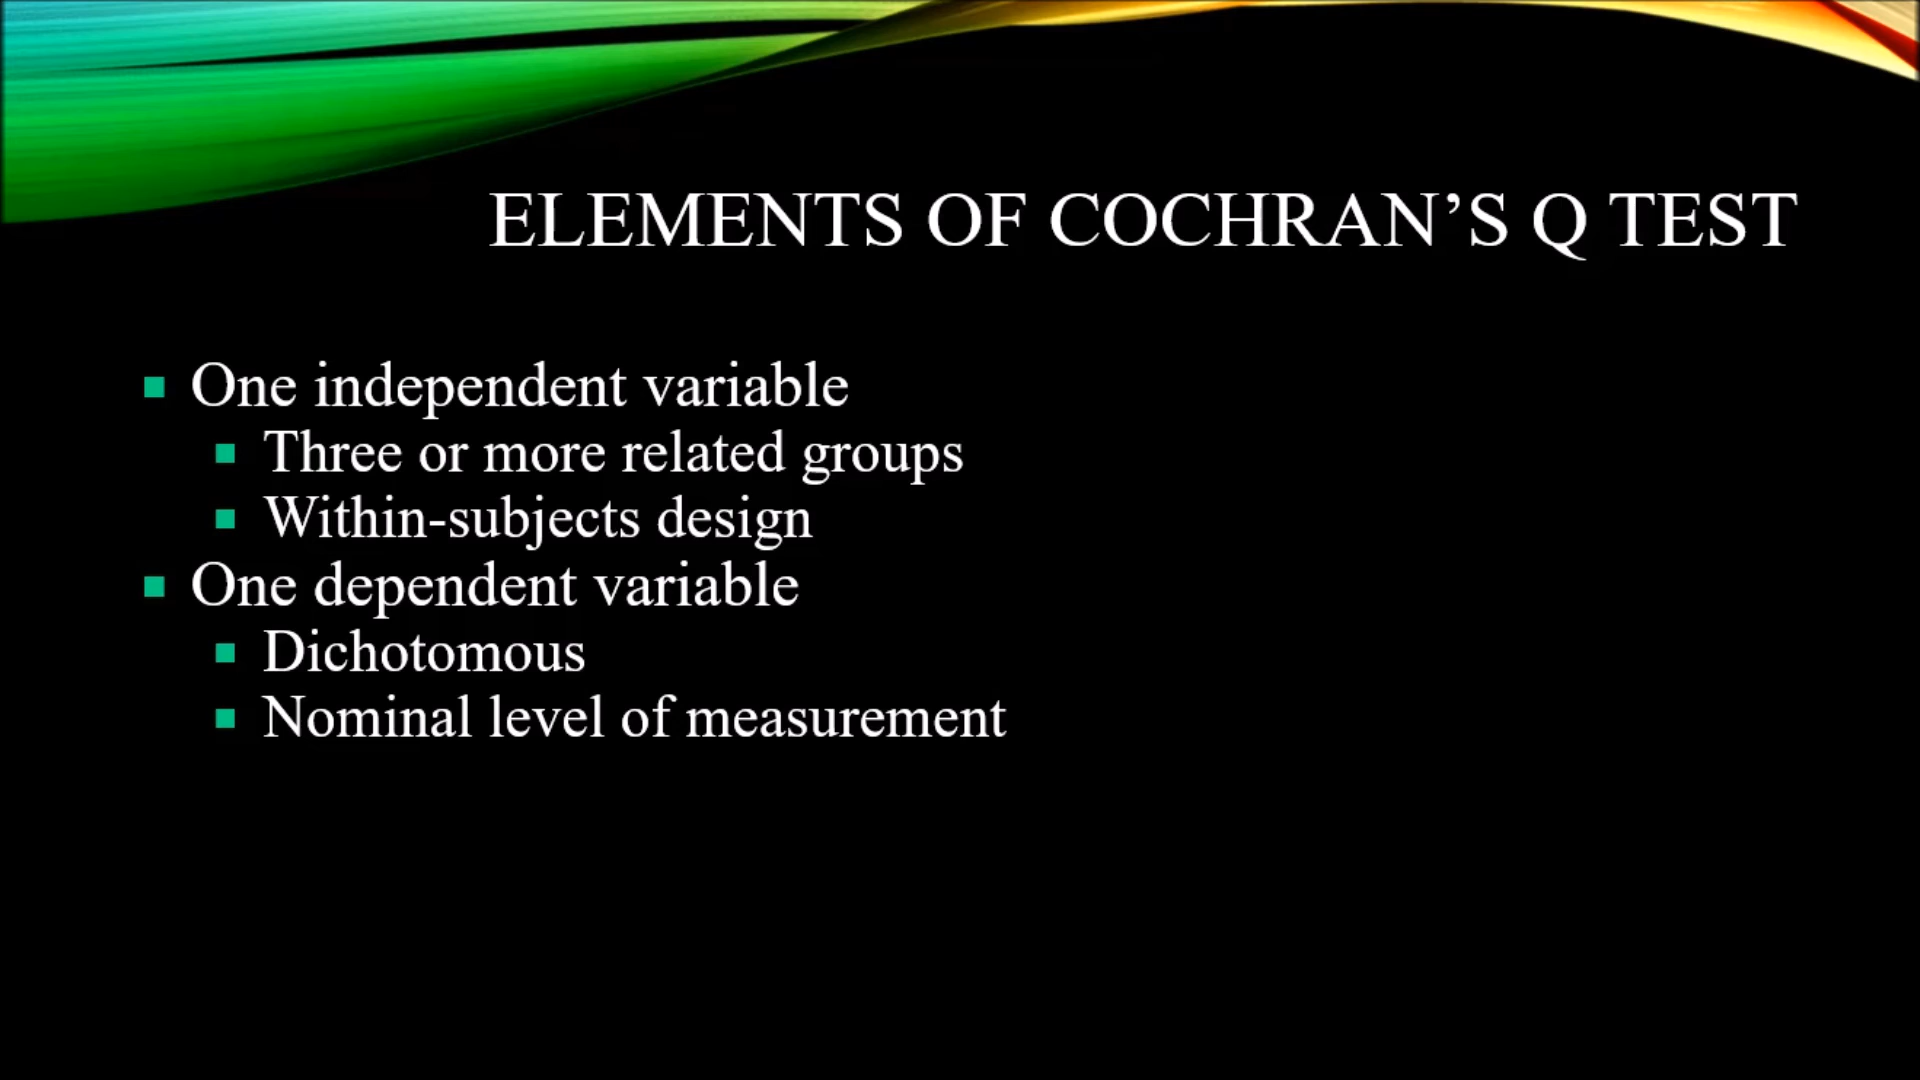 ELEMENTS OF COCHRAN’S Q TEST
One independent variable
Three or more related groups
Within-subjects design
One dependent variable
Dichotomous
Nominal level of measurement